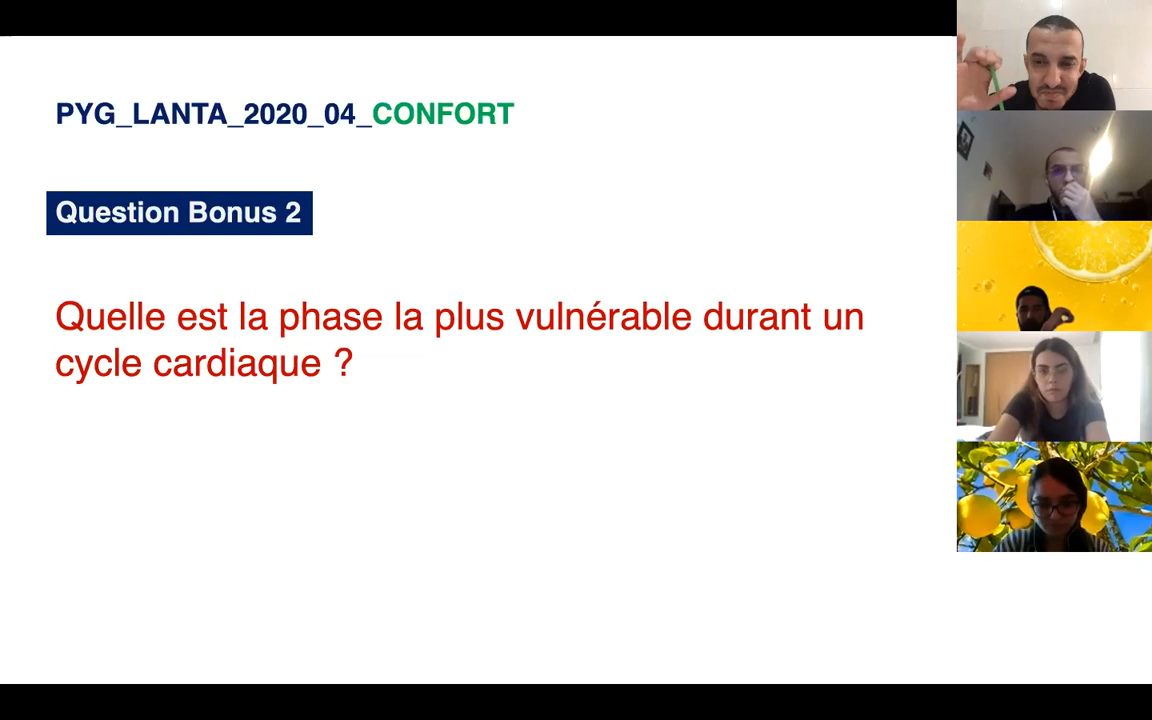 PYG_LANTA_2020_04_CONFORT
Question Bonus 2
Quelle est la phase la plus vulnérable durant un
cycle cardiaque ?